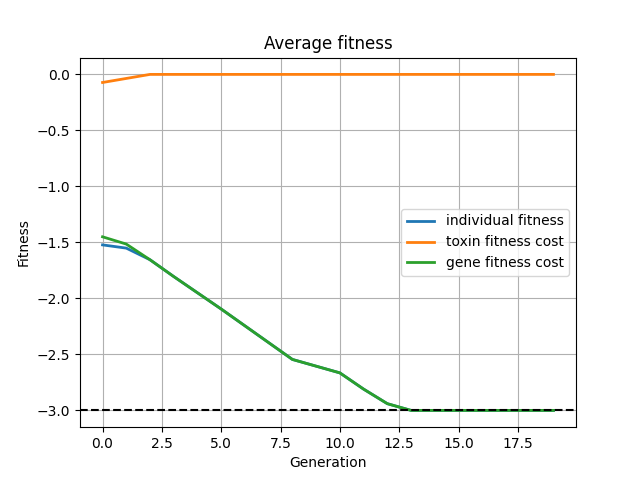 Average fitness
Fitness
0.0
−0.5
−1.0
−1.5
−2.0
−2.5
−3.0
individual fitness
toxin fitness cost
gene fitness cost
0.0 2.5 5.0 7.5 10.0 12.5 15.0 17.5
Generation